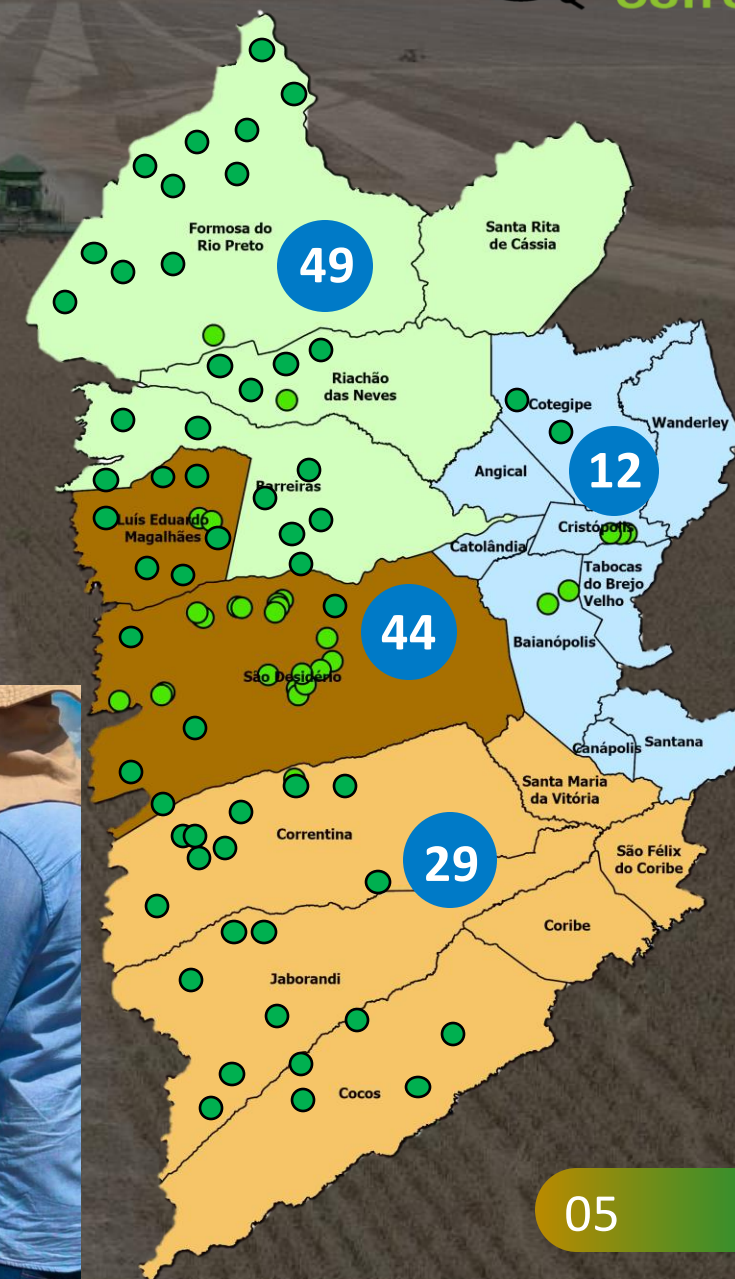 Formosa do
Rio Preto
49
Santa Rita
de Cássia
Riachão
das Neves
Cotegipe
Wanderley
Angical
12
Barreiras
Luís Eduardo
Magalhães
Cristópolis
Catolândia
Tabocas
do Brejo
Velho
44
Baianópolis
São Desidério
Canápolis
Santana
Santa Maria
da Vitória
Correntina
29
São Félix
do Coribe
Coribe
Jaborandi
Cocos
05